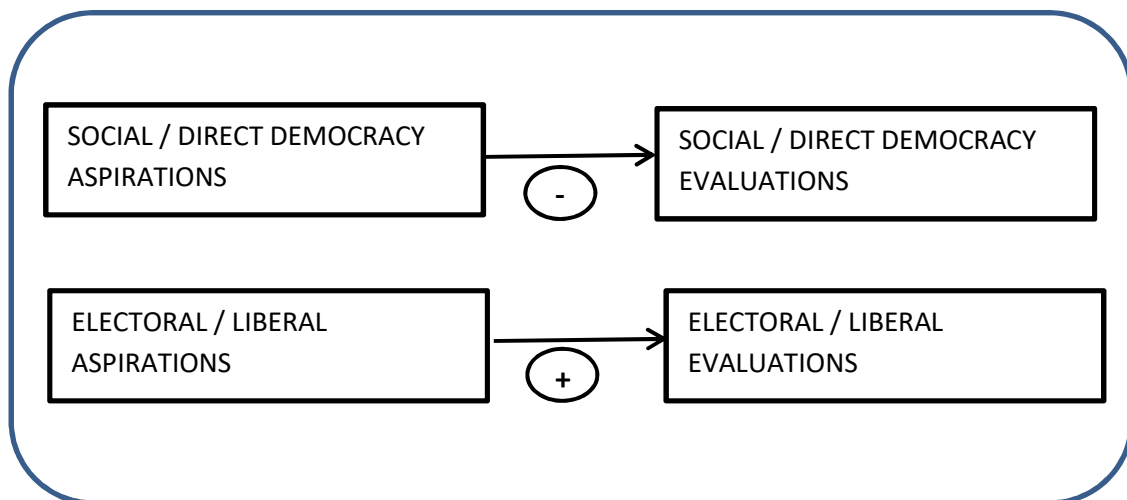 SOCIAL / DIRECT DEMOCRACY
ASPIRATIONS
SOCIAL / DIRECT DEMOCRACY
EVALUATIONS
-
ELECTORAL / LIBERAL
ASPIRATIONS
ELECTORAL / LIBERAL
EVALUATIONS
+